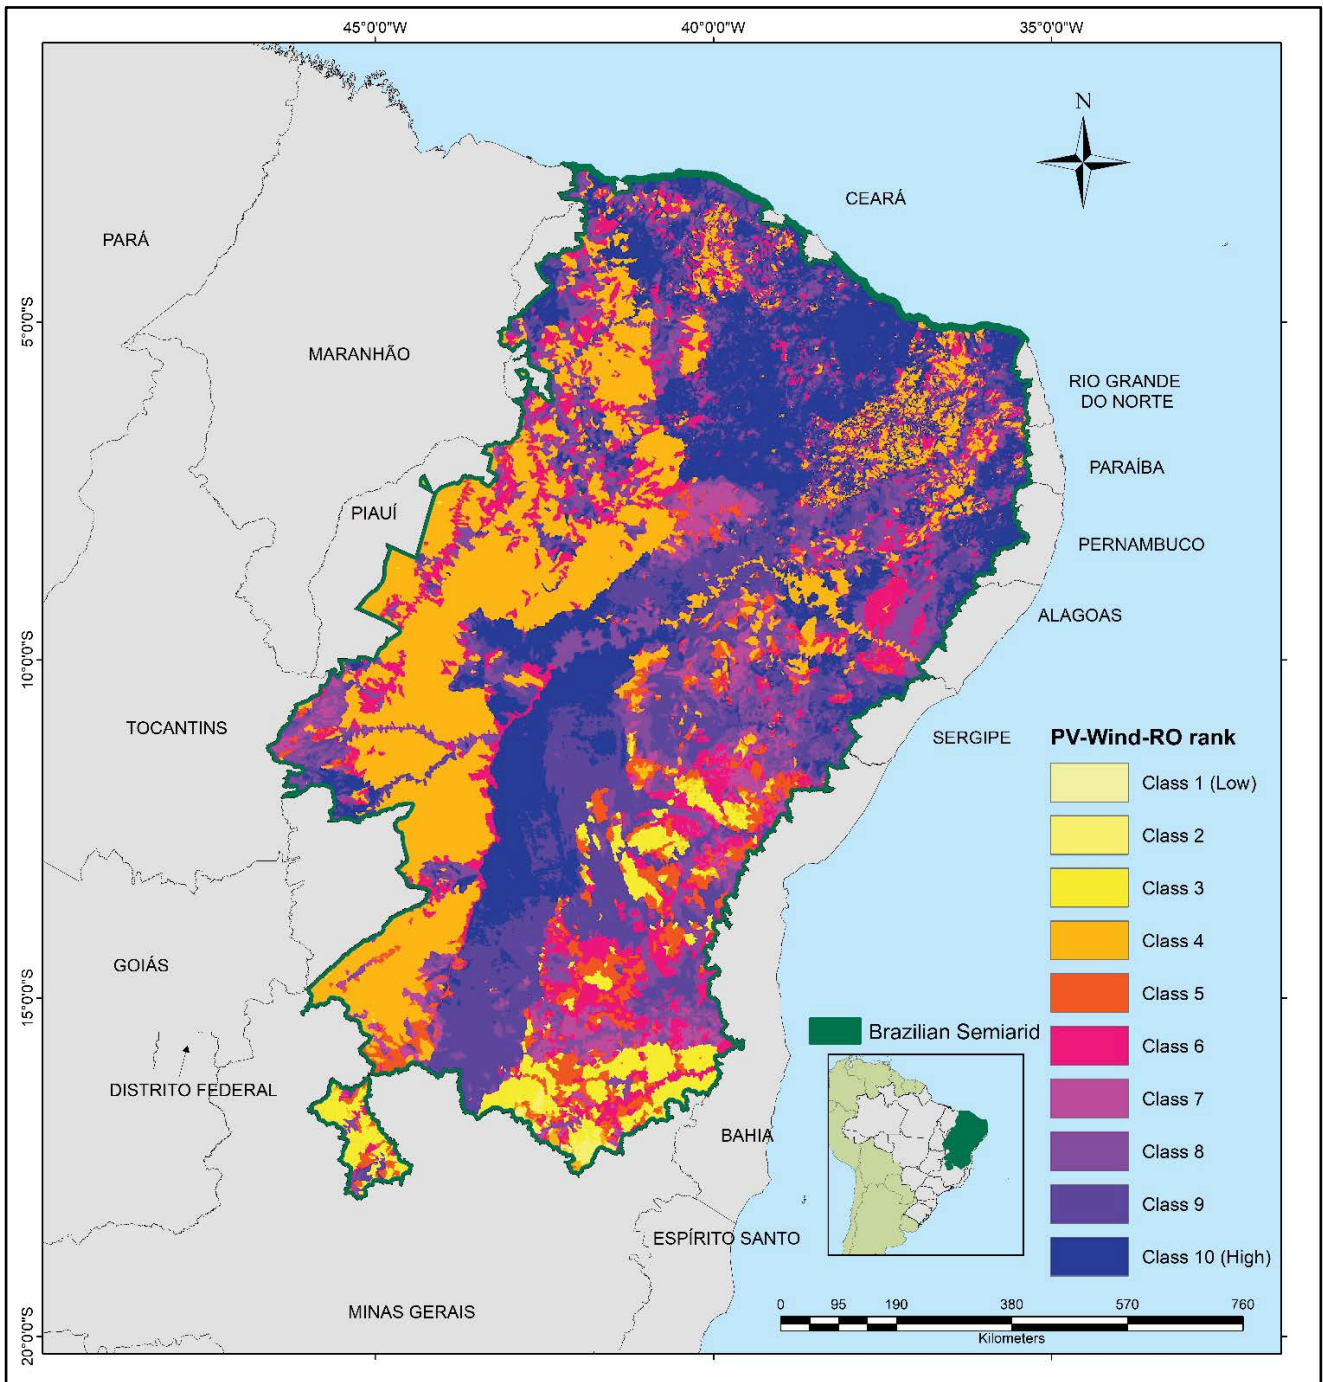 45°0'0"W
40°0'0"W
35°0'0"W
N
CEARÁ
PARÁ
5°0'0"S
MARANHÃO
RIO GRANDE
DO NORTE
PARAÍBA
PIAUÍ
PERNAMBUCO
ALAGOAS
10°0'0"S
TOCANTINS
SERGIPE
PV-Wind-RO rank
Class 1 (Low)
Class 2
Class 3
Class 4
Class 5
Class 6
Class 7
Class 8
Class 9
Class 10 (High)
GOIÁS
15°0'0"S
Brazilian Semiarid
DISTRITO FEDERAL
BAHIA
ESPÍRITO SANTO
MINAS GERAIS
20°0'0"S
0 95 190 380 570 760
Kilometers